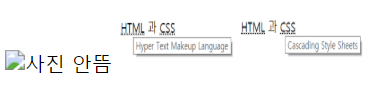 HTML 과 CSS
Hyper Text Makeup Language
HTML 과 CSS
Cascading Style Sheets
사진 안뜸